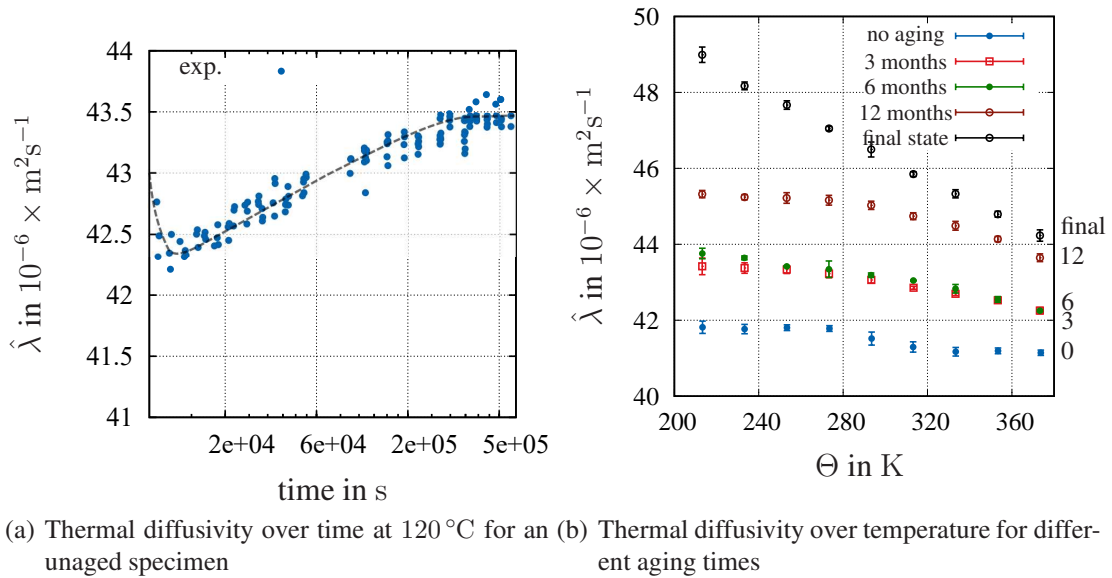 44
43.5
43
42.5
42
41.5
41
exp.
2e+04 6e+04 2e+05 5e+05
time in s
λ̂ in 10⁻⁶ × m²s⁻¹
50
48
46
44
42
40
no aging
3 months
6 months
12 months
final state
final
12
6
3
0
200 240 280 320 360
Θ in K
λ̂ in 10⁻⁶ × m²s⁻¹
(a) Thermal diffusivity over time at 120 °C for an
unaged specimen
(b) Thermal diffusivity over temperature for differ-
ent aging times